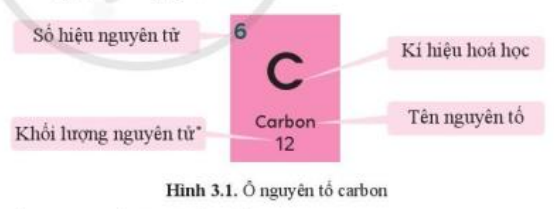 Số hiệu nguyên tử
6
C
Kí hiệu hoá học
Carbon
Tên nguyên tố
Khối lượng nguyên tử*
12
Hình 3.1. Ô nguyên tố carbon